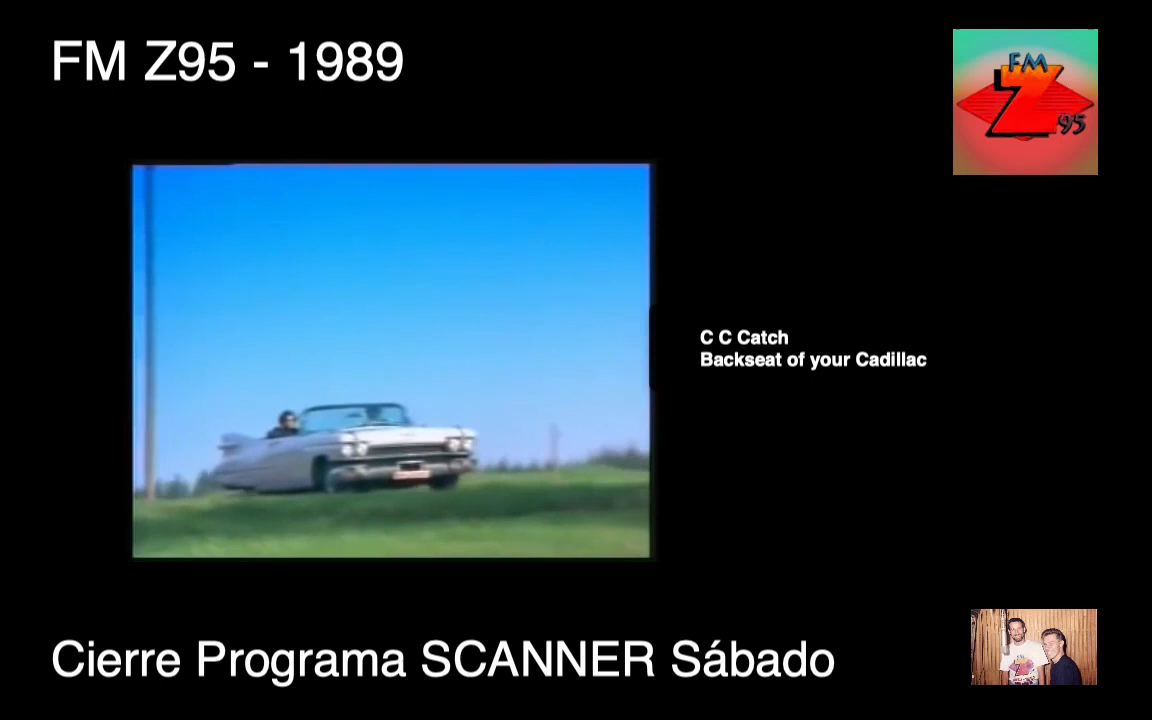 FM Z95 - 1989
FM
Z
95
C C Catch
Backseat of your Cadillac
Cierre Programa SCANNER Sábado